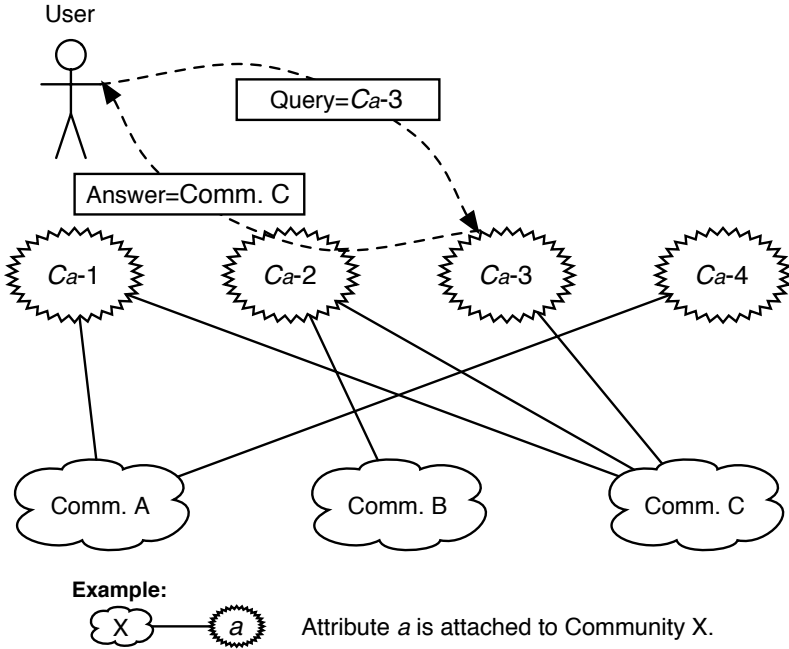 User
Query=Ca-3
Answer=Comm. C
Ca-1
Ca-2
Ca-3
Ca-4
Comm. A
Comm. B
Comm. C
Example:
X
a
Attribute a is attached to Community X.